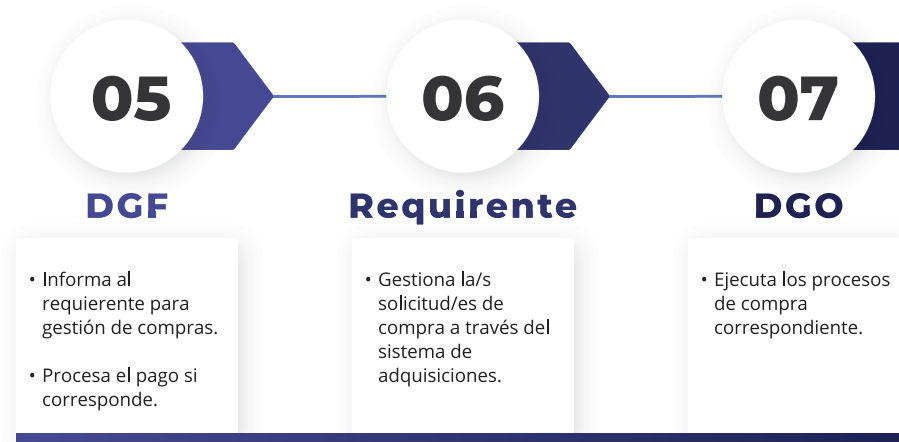 05
DGF
• Informa al
requierente para
gestión de compras.
• Procesa el pago si
corresponde.
06
Requirente
• Gestiona la/s
solicitud/es de
compra a través del
sistema de
adquisiciones.
07
DGO
• Ejecuta los procesos
de compra
correspondiente.